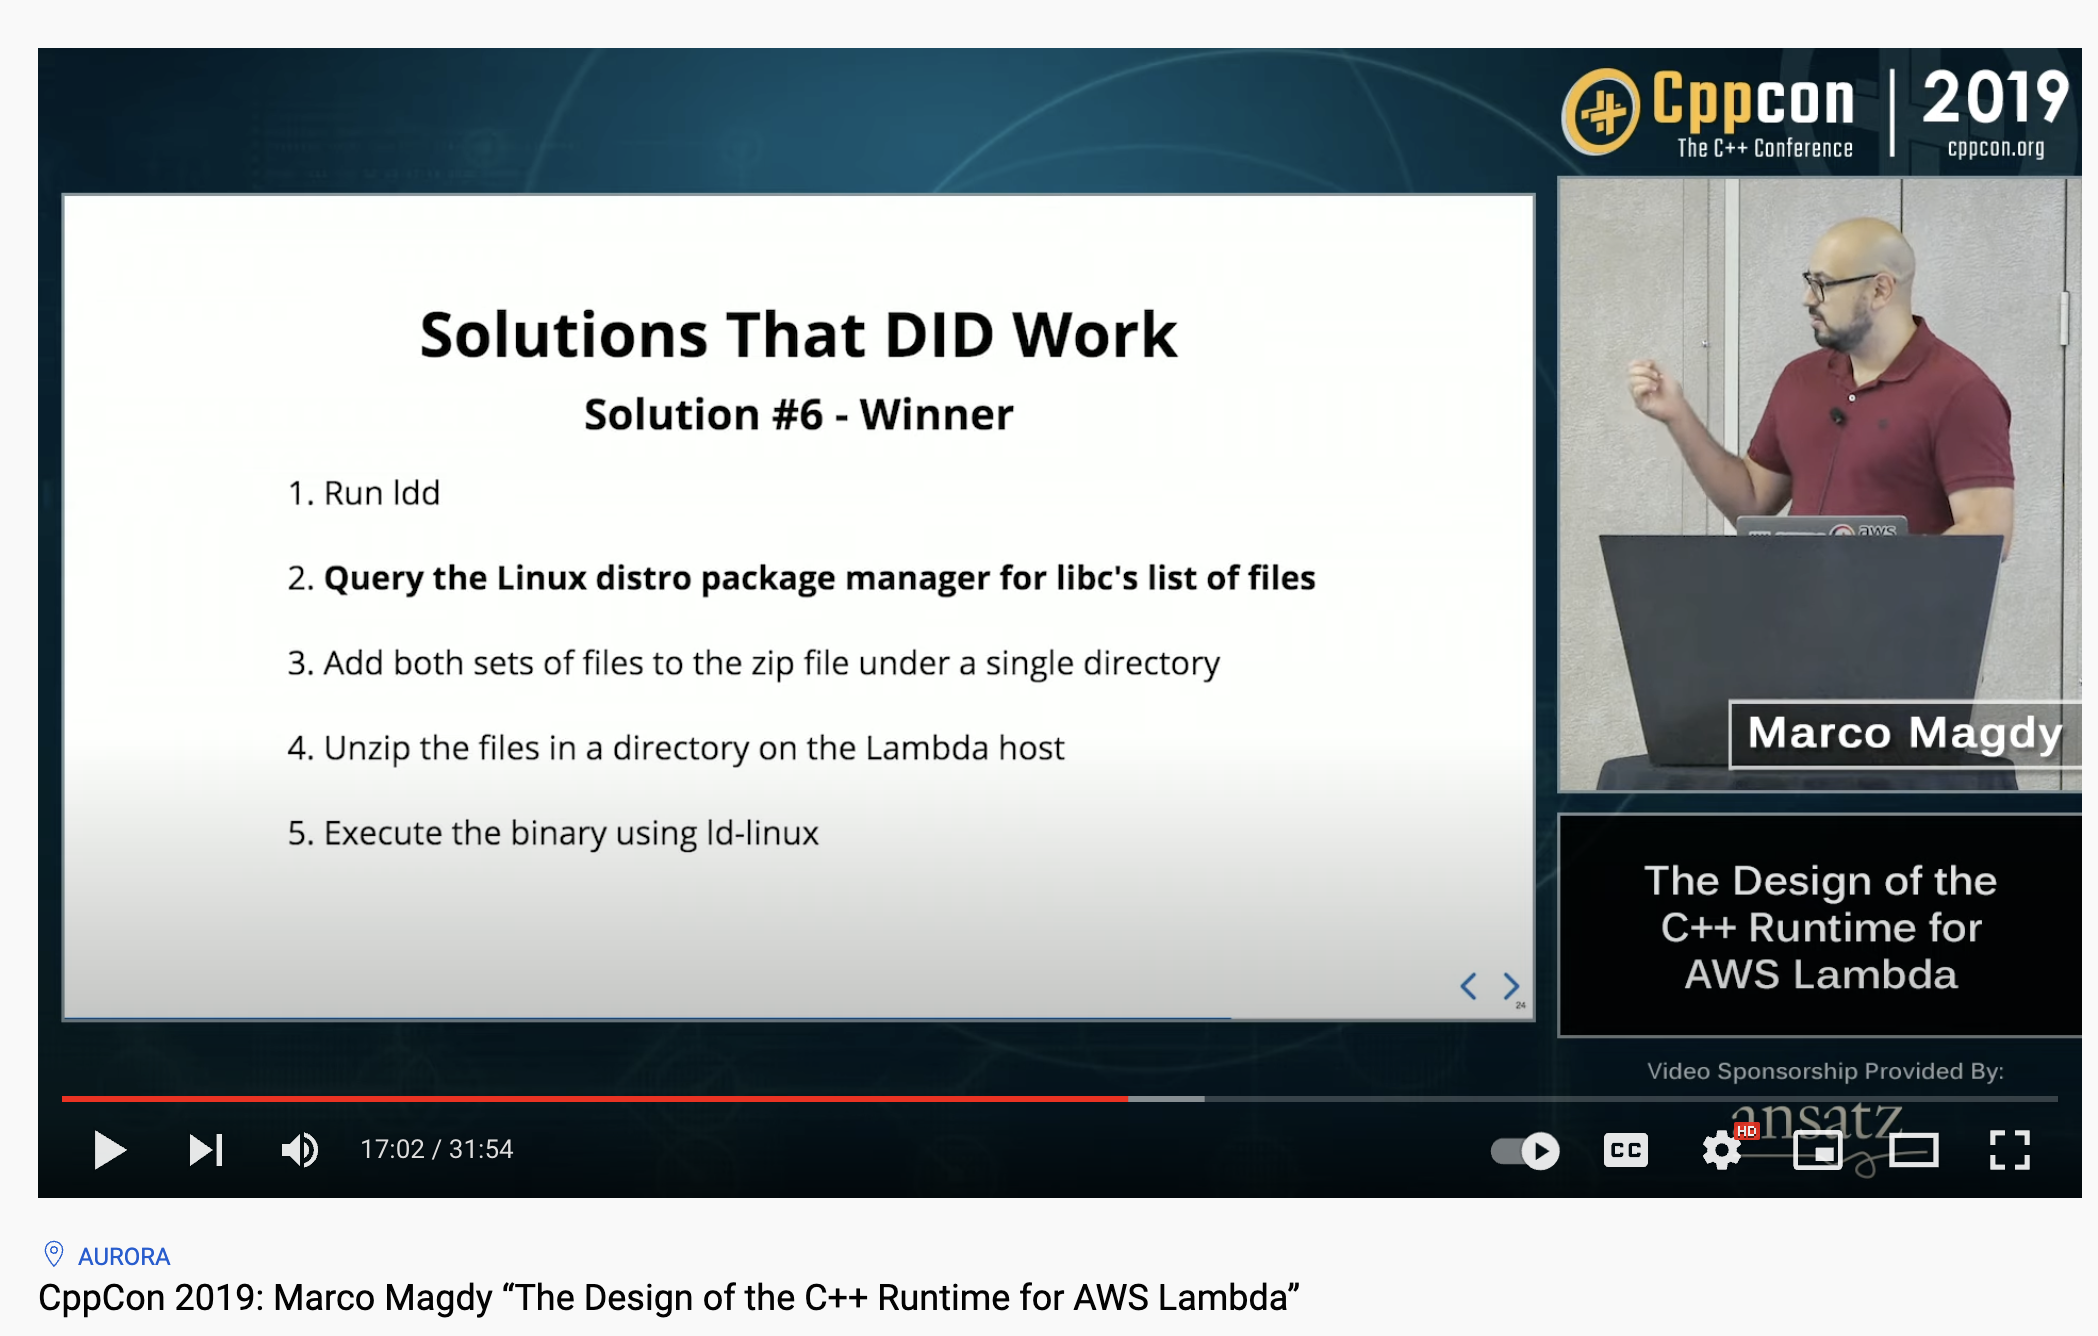 Cppcon
The C++ Conference
2019
cppcon.org
Solutions That DID Work
Solution #6 - Winner
1. Run ldd
2. Query the Linux distro package manager for libc's list of files
3. Add both sets of files to the zip file under a single directory
4. Unzip the files in a directory on the Lambda host
5. Execute the binary using ld-linux
24
aws
Marco Magdy
The Design of the
C++ Runtime for
AWS Lambda
Video Sponsorship Provided By:
ansatz
17:02 / 31:54
CC
HD
AURORA
CppCon 2019: Marco Magdy “The Design of the C++ Runtime for AWS Lambda”